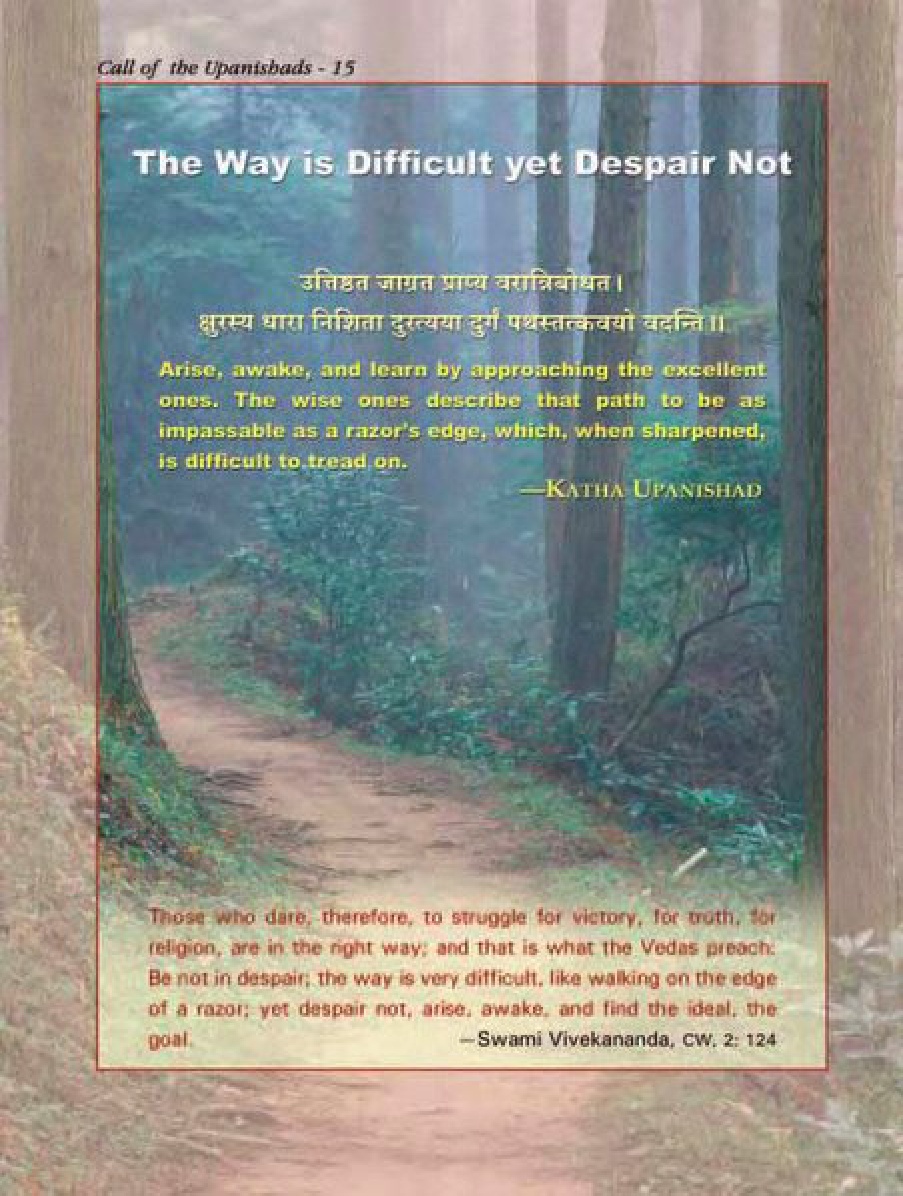 Call of the Upanishads - 15
The Way is Difficult yet Despair Not
उत्तिष्ठत जाग्रत प्राप्य वरान्निबोधत।
क्षुरस्य धारा निशिता दुरत्यया दुर्गं पथस्तत्कवयो वदन्ति॥
Arise, awake, and learn by approaching the excellent
ones. The wise ones describe that path to be as
impassable as a razor's edge, which, when sharpened,
is difficult to tread on.
—KATHA UPANISHAD
Those who dare, therefore, to struggle for victory, for truth, for
religion, are in the right way; and that is what the Vedas preach:
Be not in despair; the way is very difficult, like walking on the edge
of a razor; yet despair not, arise, awake, and find the ideal, the
goal. —Swami Vivekananda, CW, 2: 124